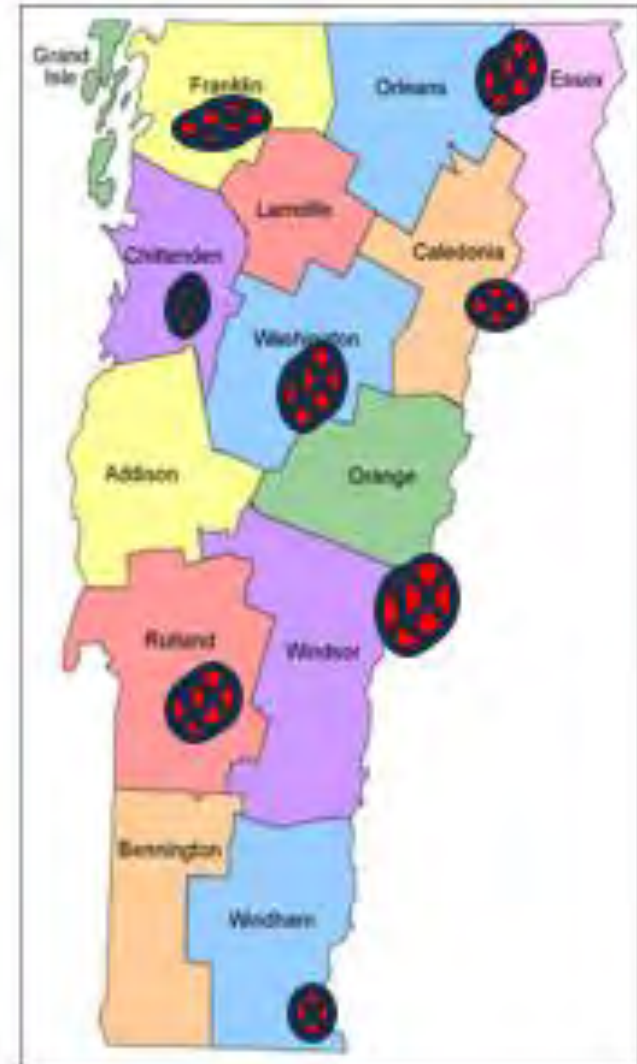 Grand
Isle
Franklin
Orleans
Essex
Lamoille
Chittenden
Caledonia
Washington
Addison
Orange
Rutland
Windsor
Bennington
Windham